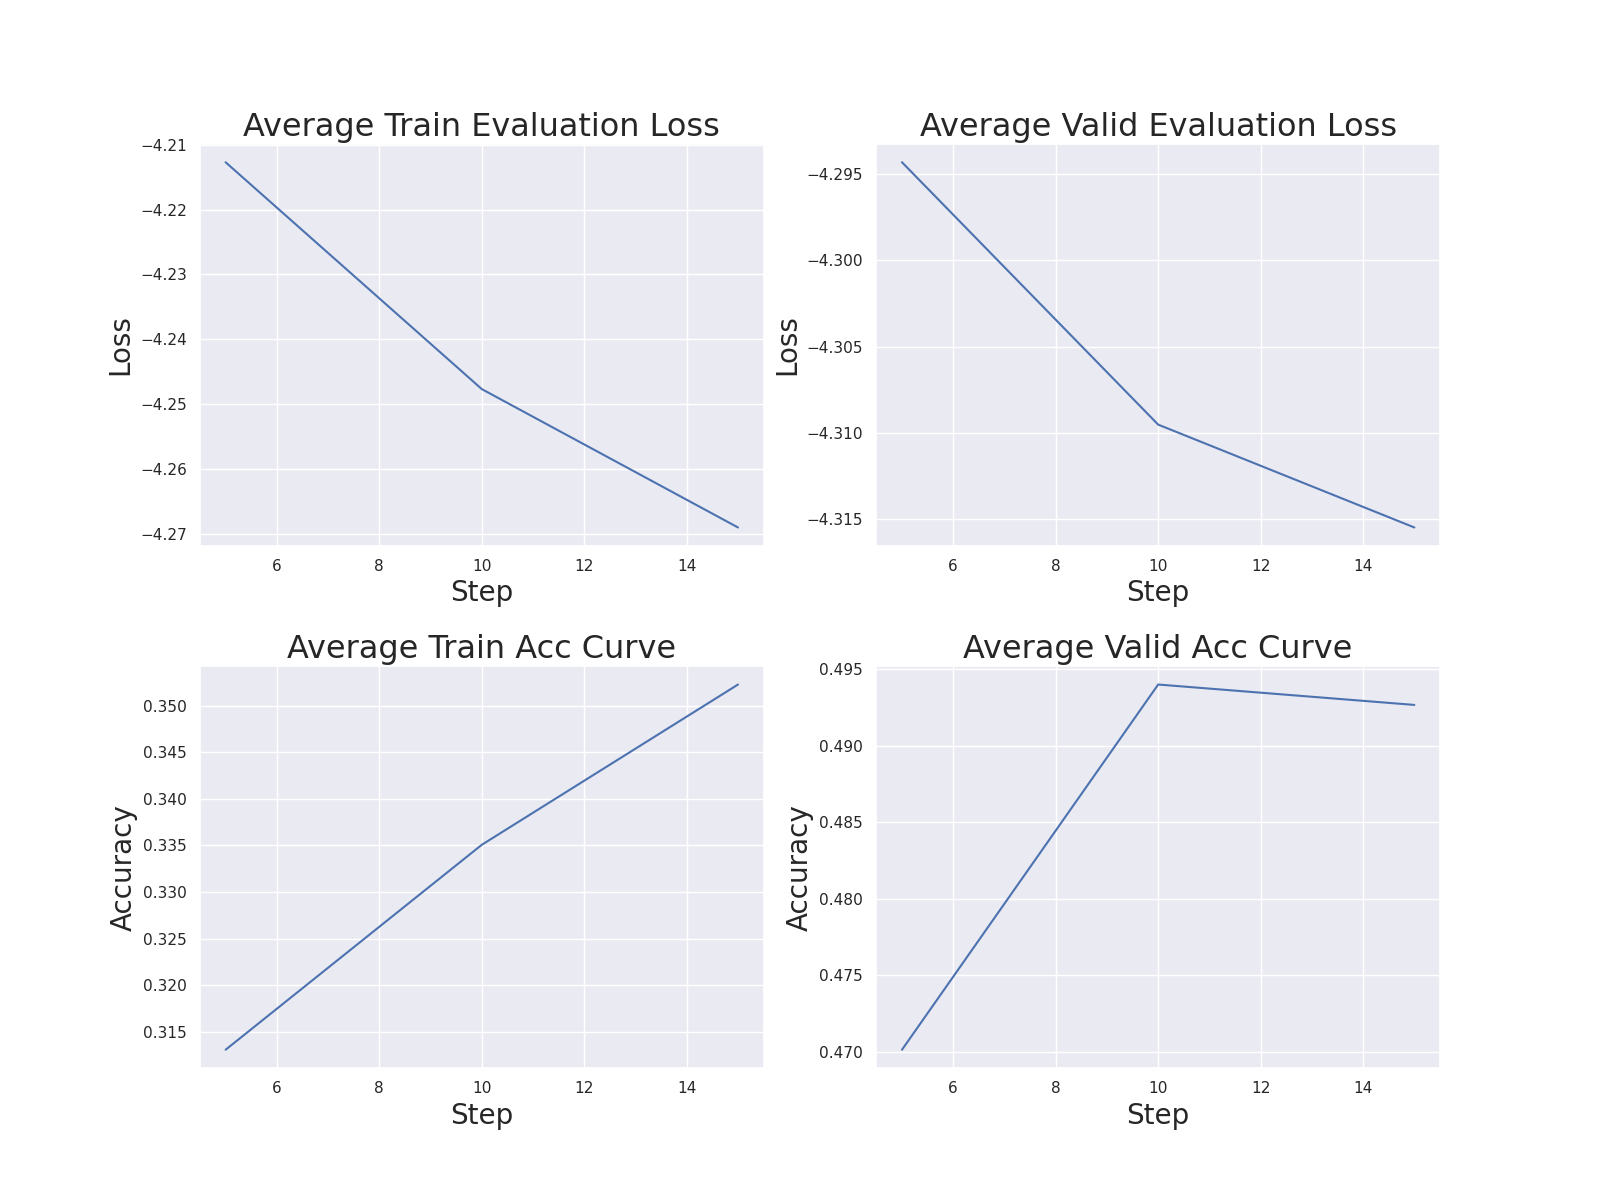 Average Train Evaluation Loss
−4.21
−4.22
−4.23
−4.24
−4.25
−4.26
−4.27
Loss
6 8 10 12 14
Step
Average Valid Evaluation Loss
−4.295
−4.300
−4.305
−4.310
−4.315
Loss
6 8 10 12 14
Step
Average Train Acc Curve
0.350
0.345
0.340
0.335
0.330
0.325
0.320
0.315
Accuracy
6 8 10 12 14
Step
Average Valid Acc Curve
0.495
0.490
0.485
0.480
0.475
0.470
Accuracy
6 8 10 12 14
Step